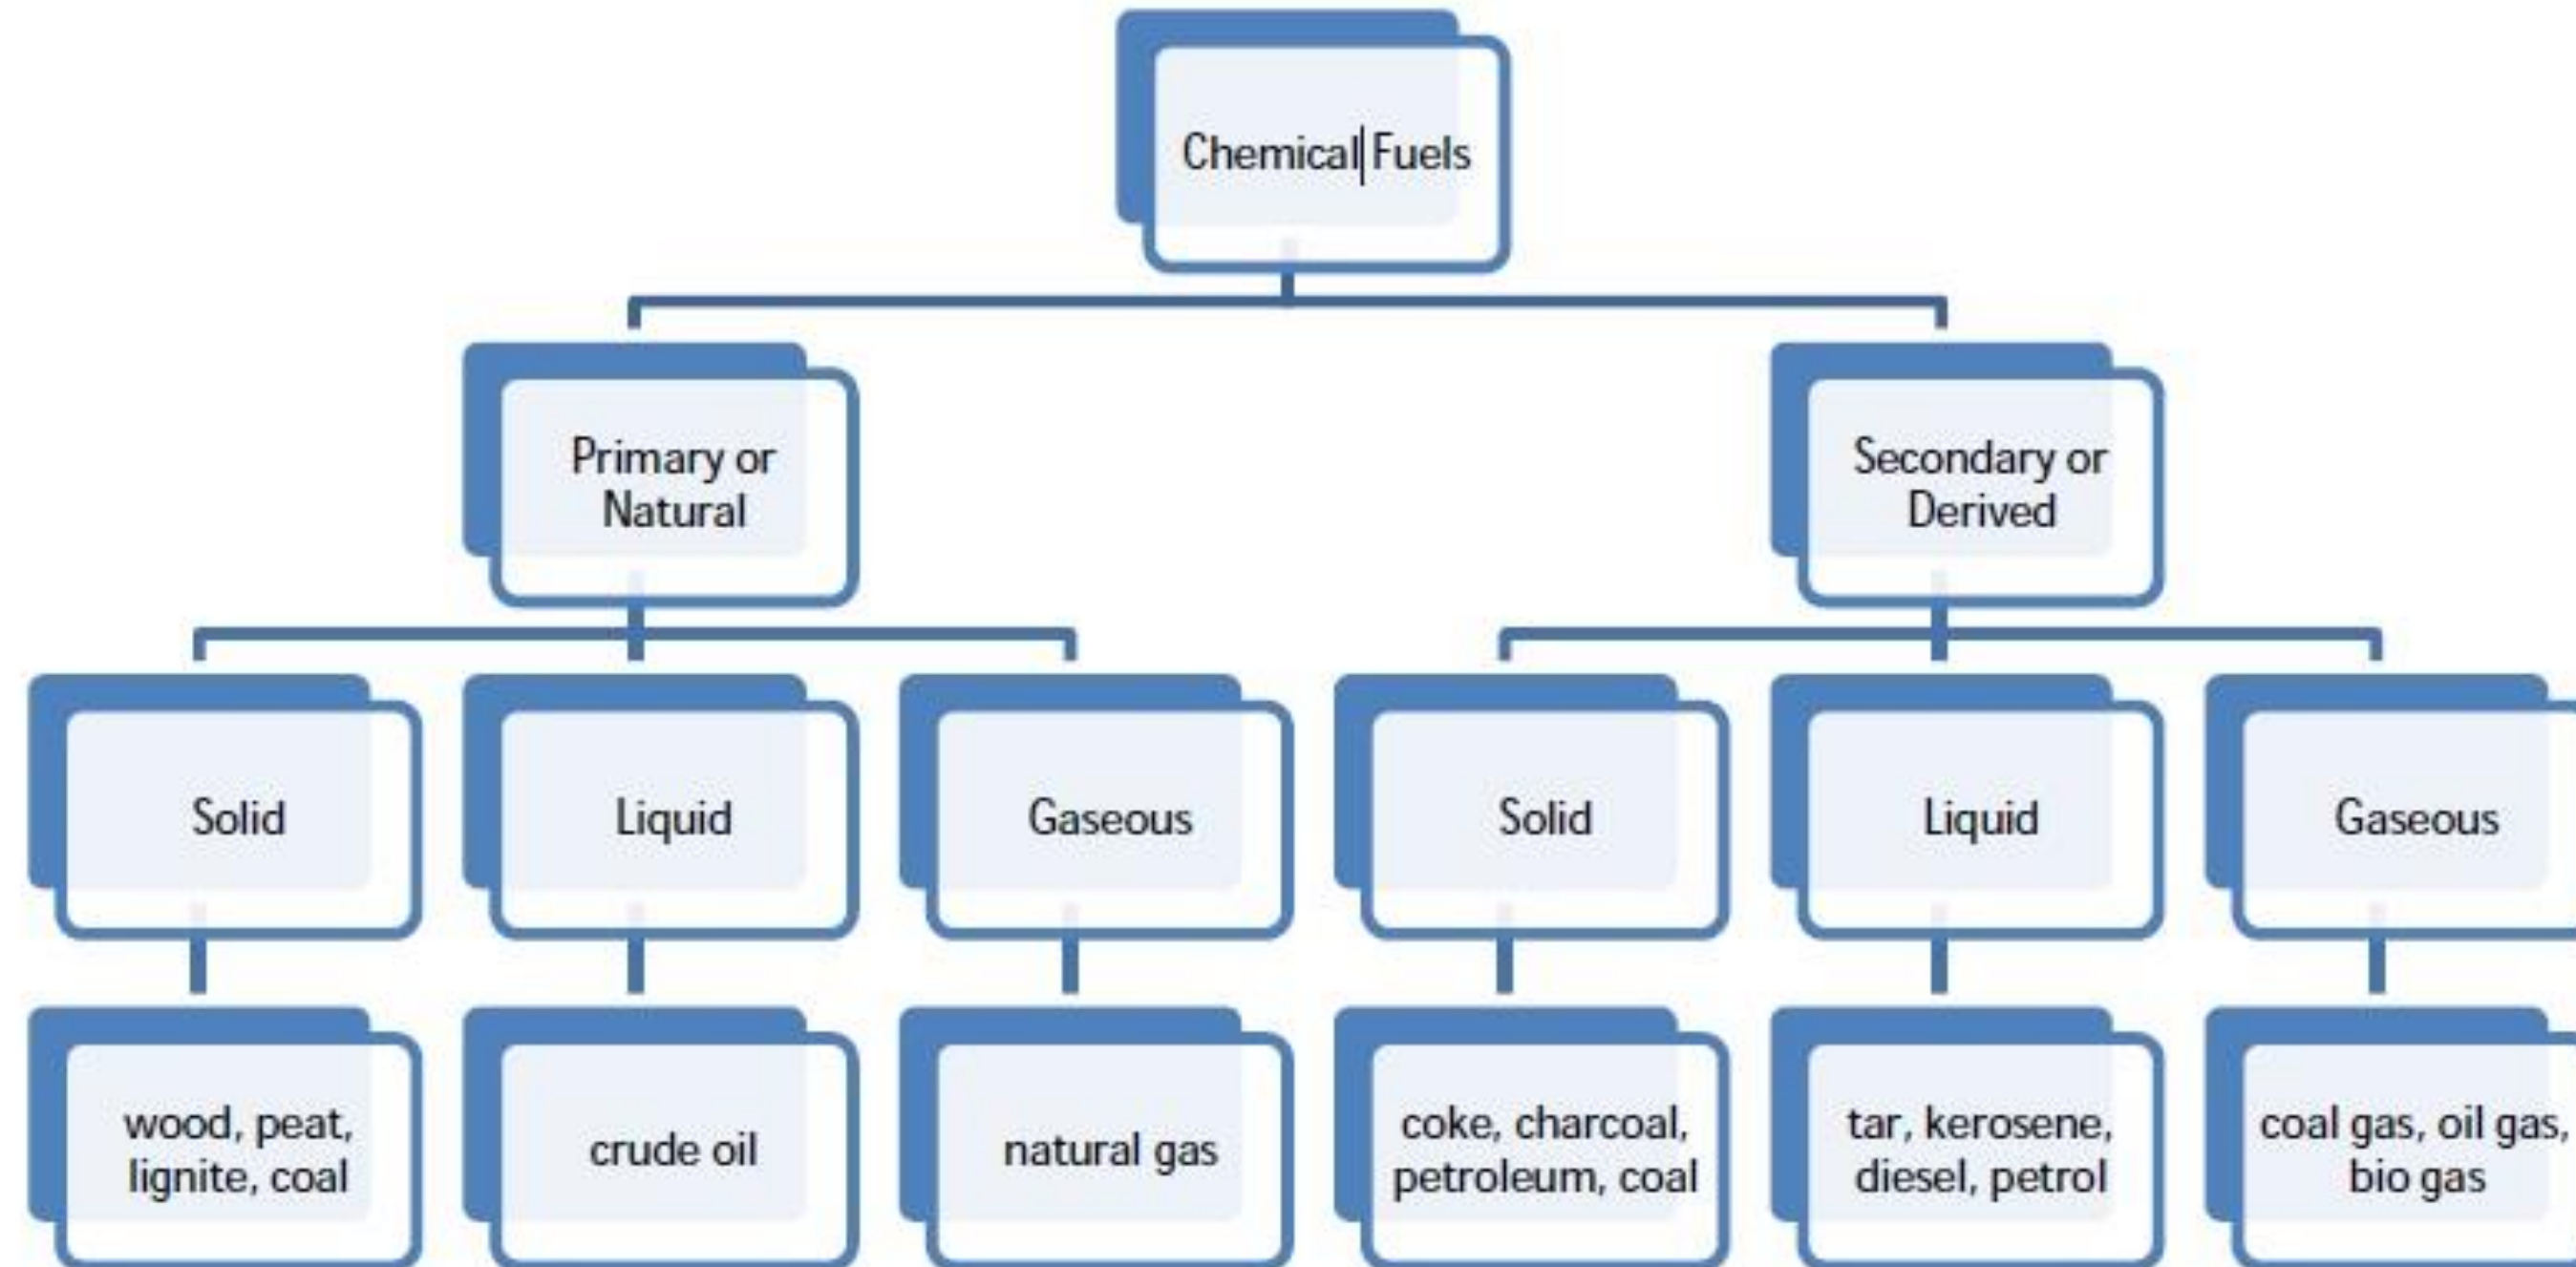 Chemical Fuels
Primary or
Natural
Secondary or
Derived
Solid
Liquid
Gaseous
Solid
Liquid
Gaseous
wood, peat,
lignite, coal
crude oil
natural gas
coke, charcoal,
petroleum, coal
tar, kerosene,
diesel, petrol
coal gas, oil gas,
bio gas